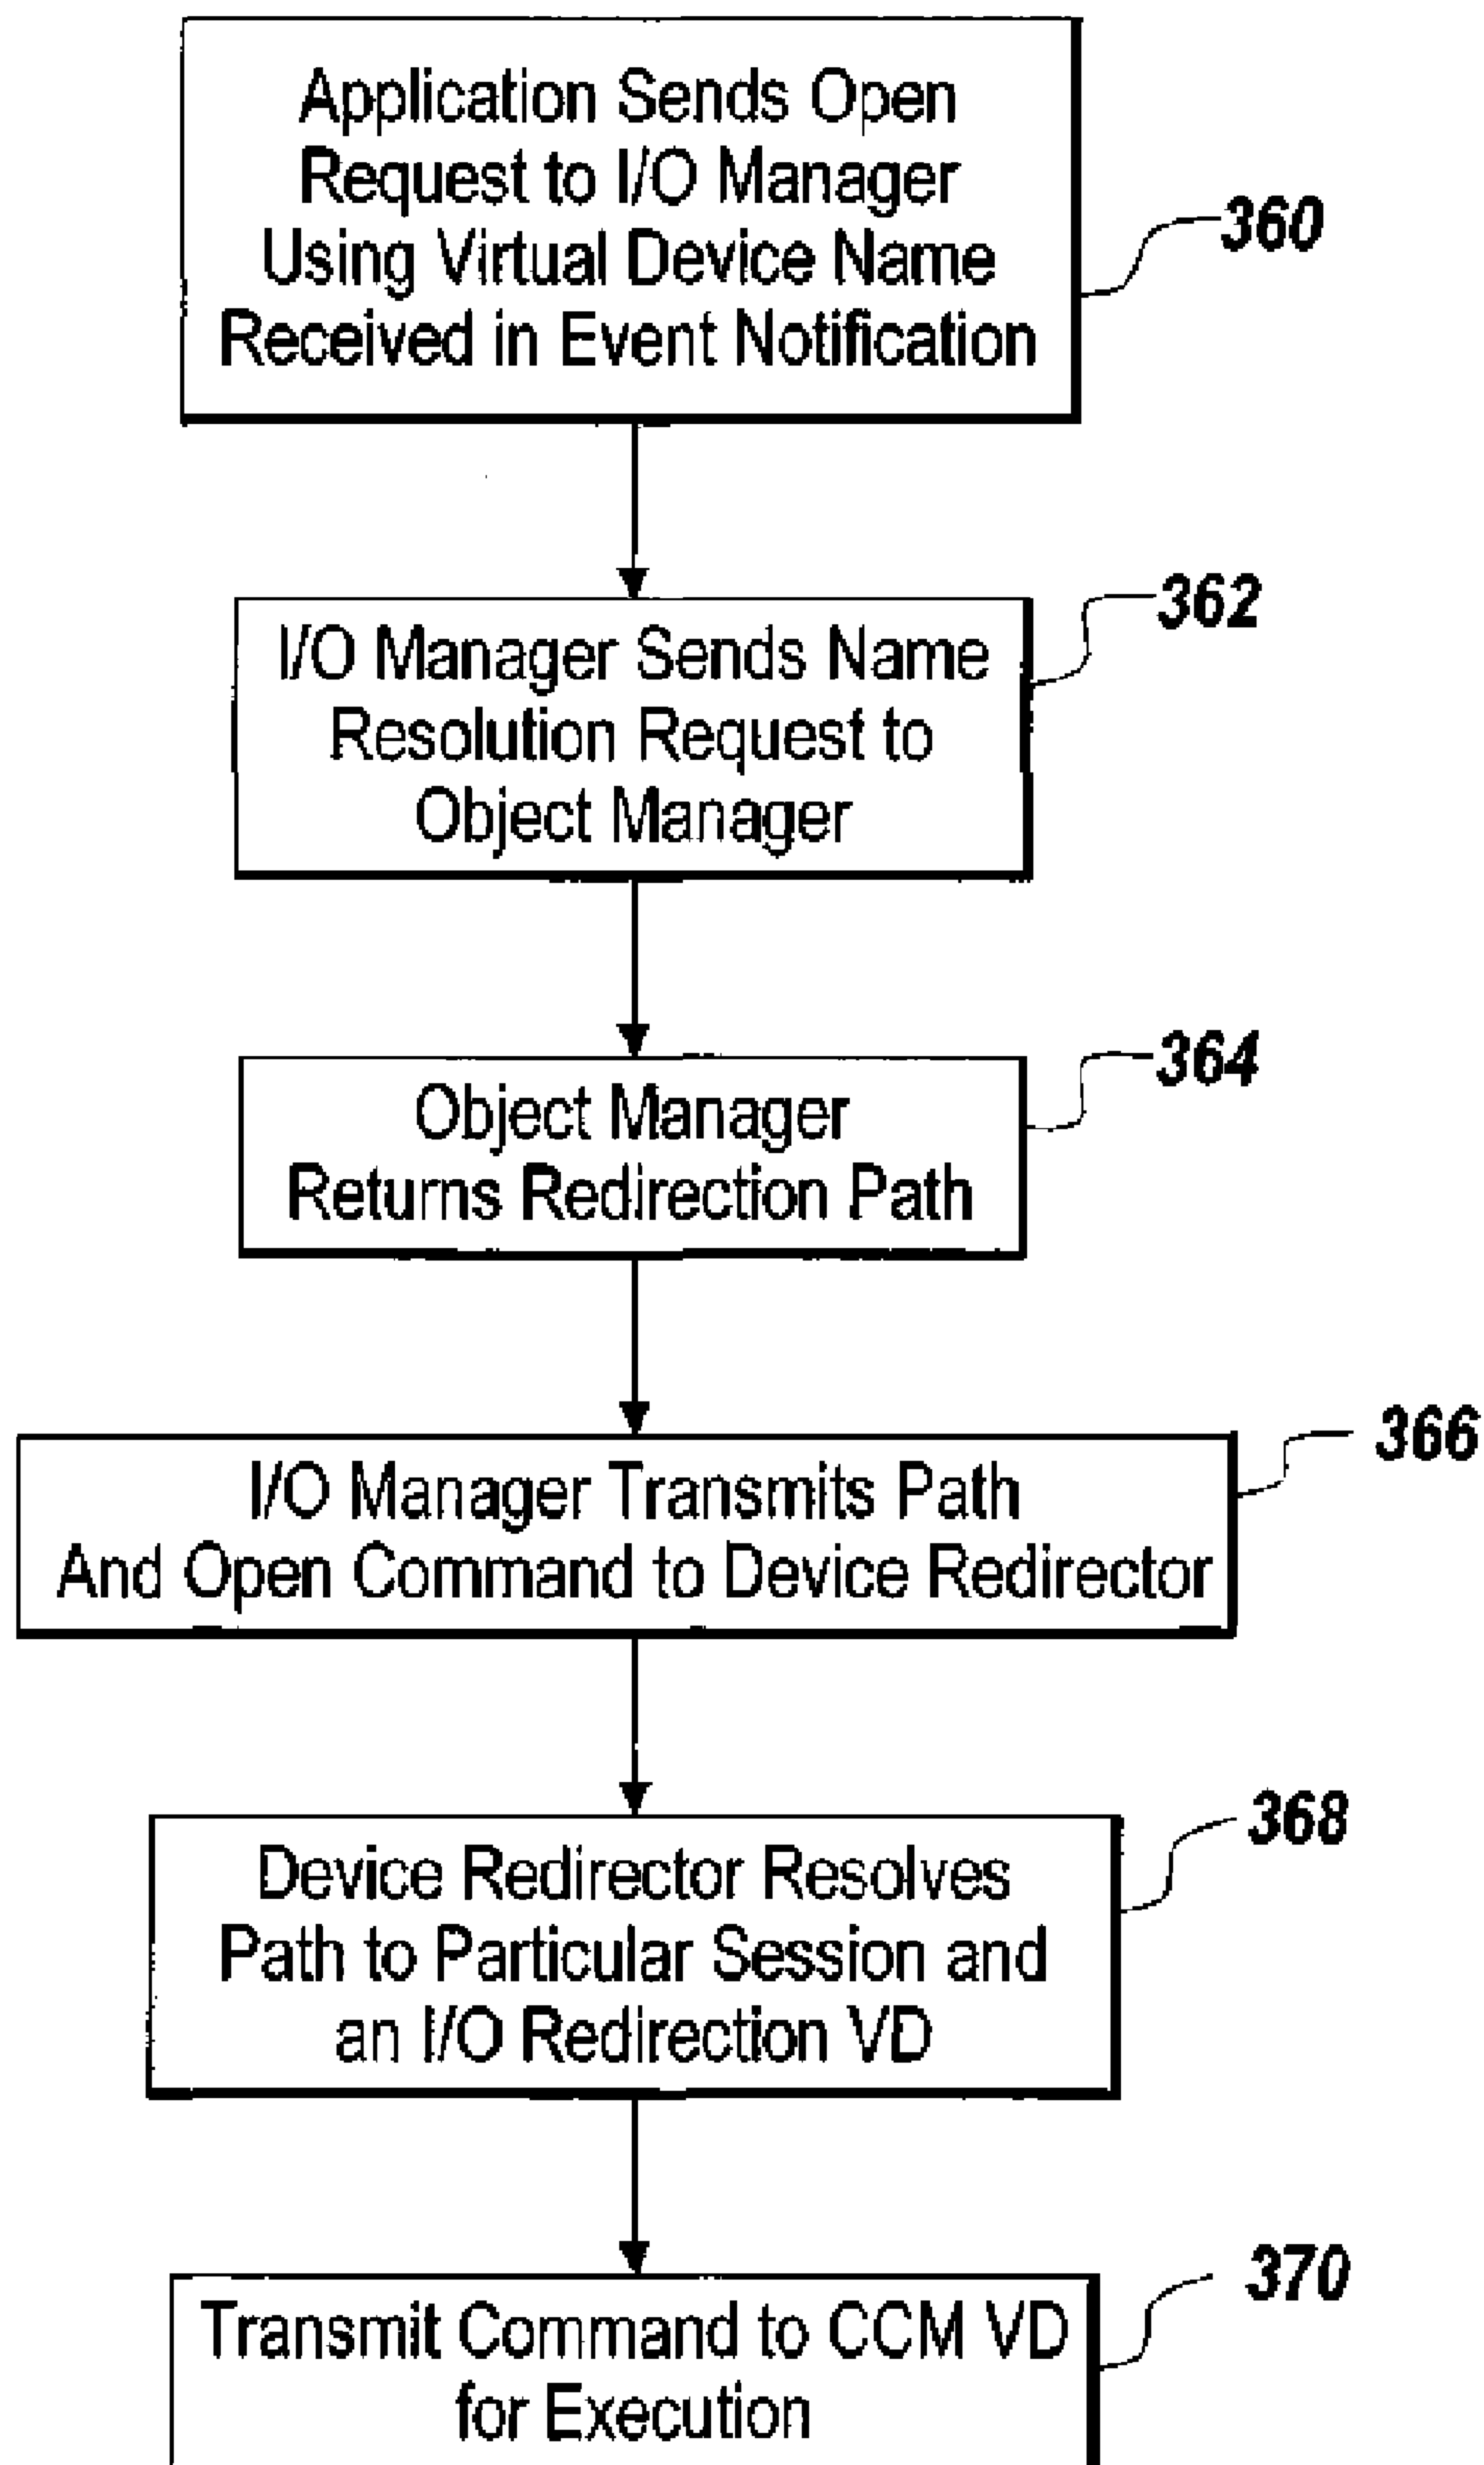 Application Sends Open
Request to I/O Manager
Using Virtual Device Name
Received in Event Notification
360
I/O Manager Sends Name
Resolution Request to
Object Manager
362
Object Manager
Returns Redirection Path
364
I/O Manager Transmits Path
And Open Command to Device Redirector
366
Device Redirector Resolves
Path to Particular Session and
an I/O Redirection VD
368
Transmit Command to CCM VD
for Execution
370